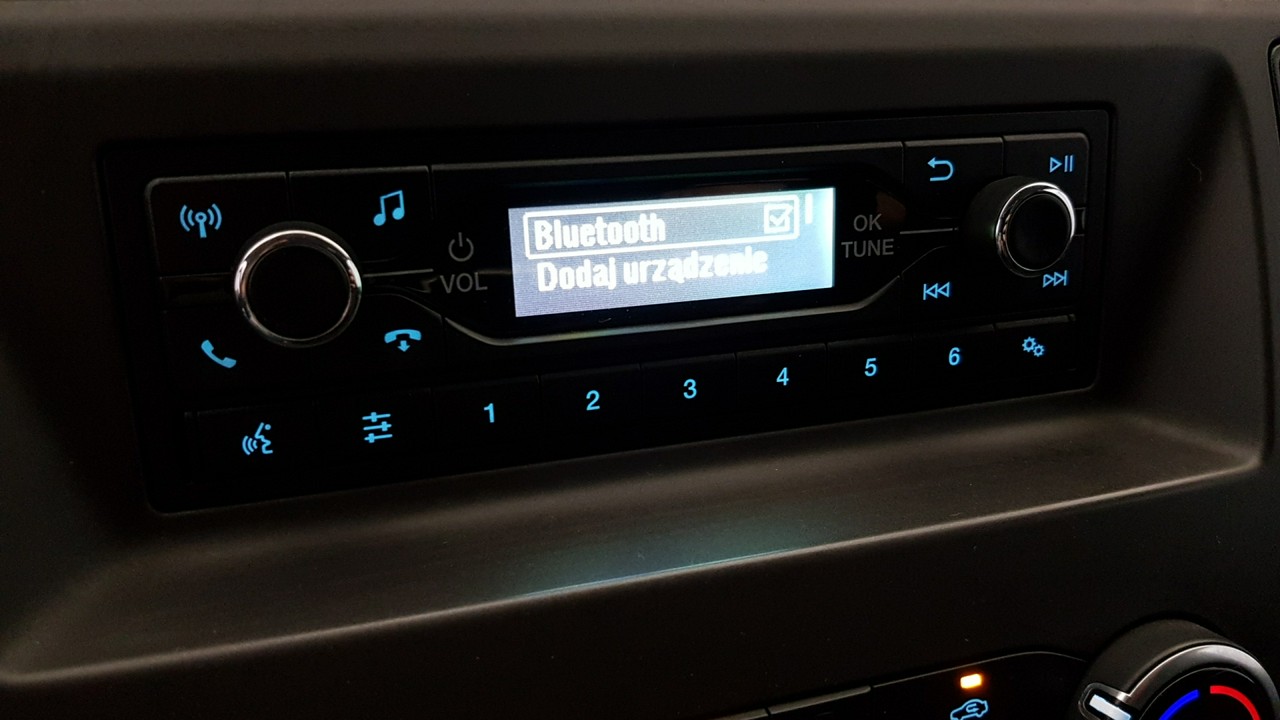 Bluetooth
Dodaj urządzenie
VOL
OK
TUNE
1 2 3 4 5 6